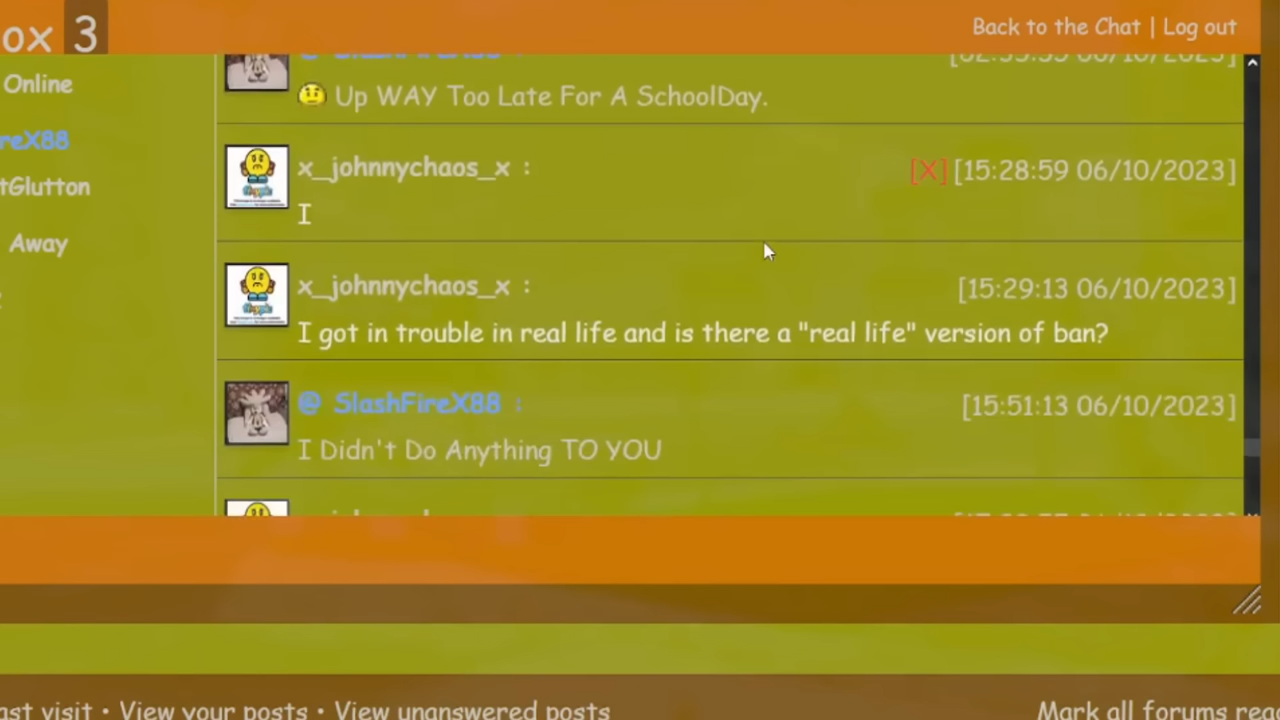 ox 3
Back to the Chat | Log out
Online
reX88
tGlutton
Away
Up WAY Too Late For A SchoolDay.
x_johnnychaos_x :
[X] [15:28:59 06/10/2023]
I
x_johnnychaos_x :
[15:29:13 06/10/2023]
I got in trouble in real life and is there a "real life" version of ban?
@ SlashFireX88 :
[15:51:13 06/10/2023]
I Didn't Do Anything TO YOU
ast visit • View your posts • View unanswered posts
Mark all forums read